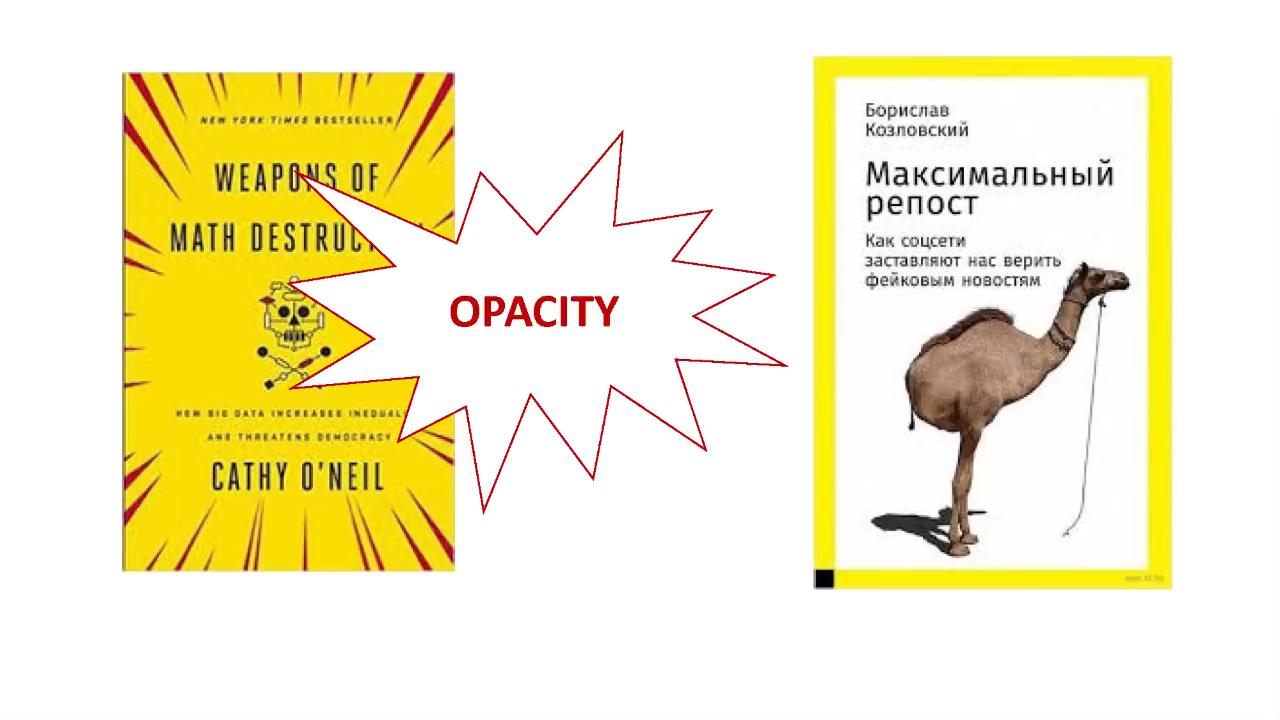 NEW YORK TIMES BESTSELLER
WEAPONS OF
MATH DESTRUC
HOW BIG DATA INCREASES INEQUAL
AND THREATENS DEMOCRACY
CATHY O'NEIL
OPACITY
Борислав
Козловский
Максимальный
репост
Как соцсети
заставляют нас верить
фейковым новостям